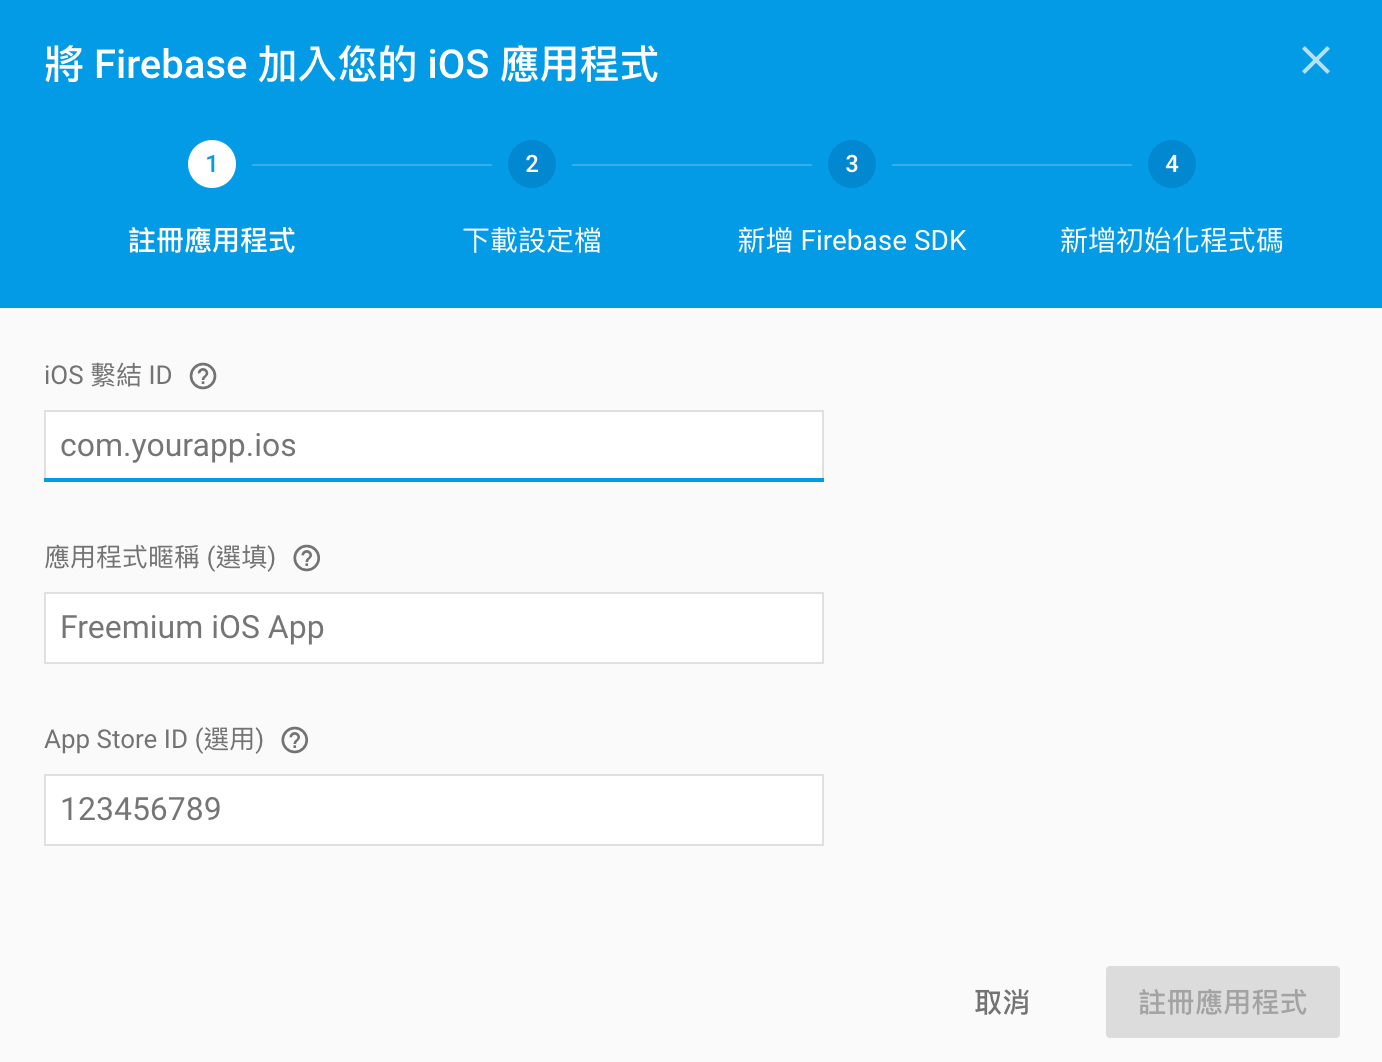 將 Firebase 加入您的 iOS 應用程式
1
2
3
4
註冊應用程式
下載設定檔
新增 Firebase SDK
新增初始化程式碼
iOS 繫結 ID
com.yourapp.ios
應用程式暱稱 (選填)
Freemium iOS App
App Store ID (選用)
123456789
取消
註冊應用程式